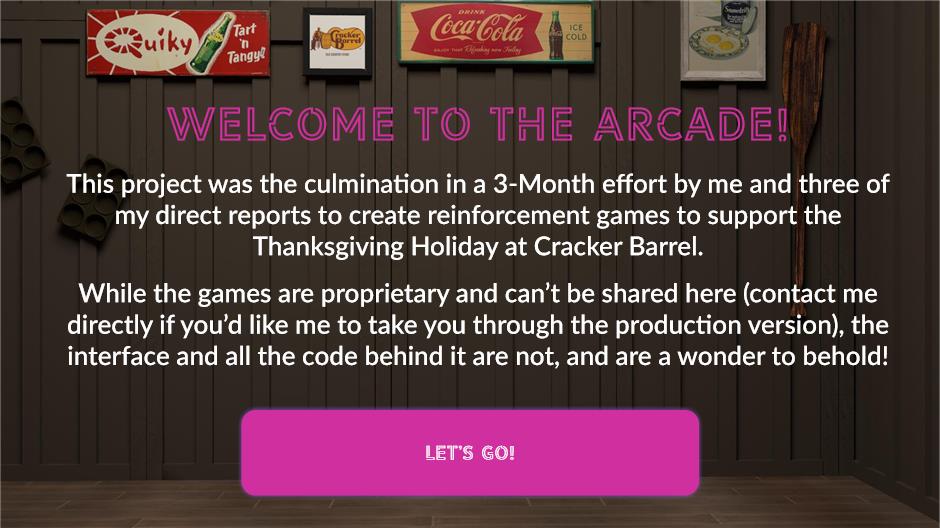 Quiky
Tart
'n
Tangy!
Cracker
Barrel
OLD COUNTRY STORE
DRINK
Coca-Cola
ENJOY THAT Refreshing new Feeling
ICE
COLD
WELCOME TO THE ARCADE!
This project was the culmination in a 3-Month effort by me and three of
my direct reports to create reinforcement games to support the
Thanksgiving Holiday at Cracker Barrel.
While the games are proprietary and can't be shared here (contact me
directly if you'd like me to take you through the production version), the
interface and all the code behind it are not, and are a wonder to behold!
LET'S GO!